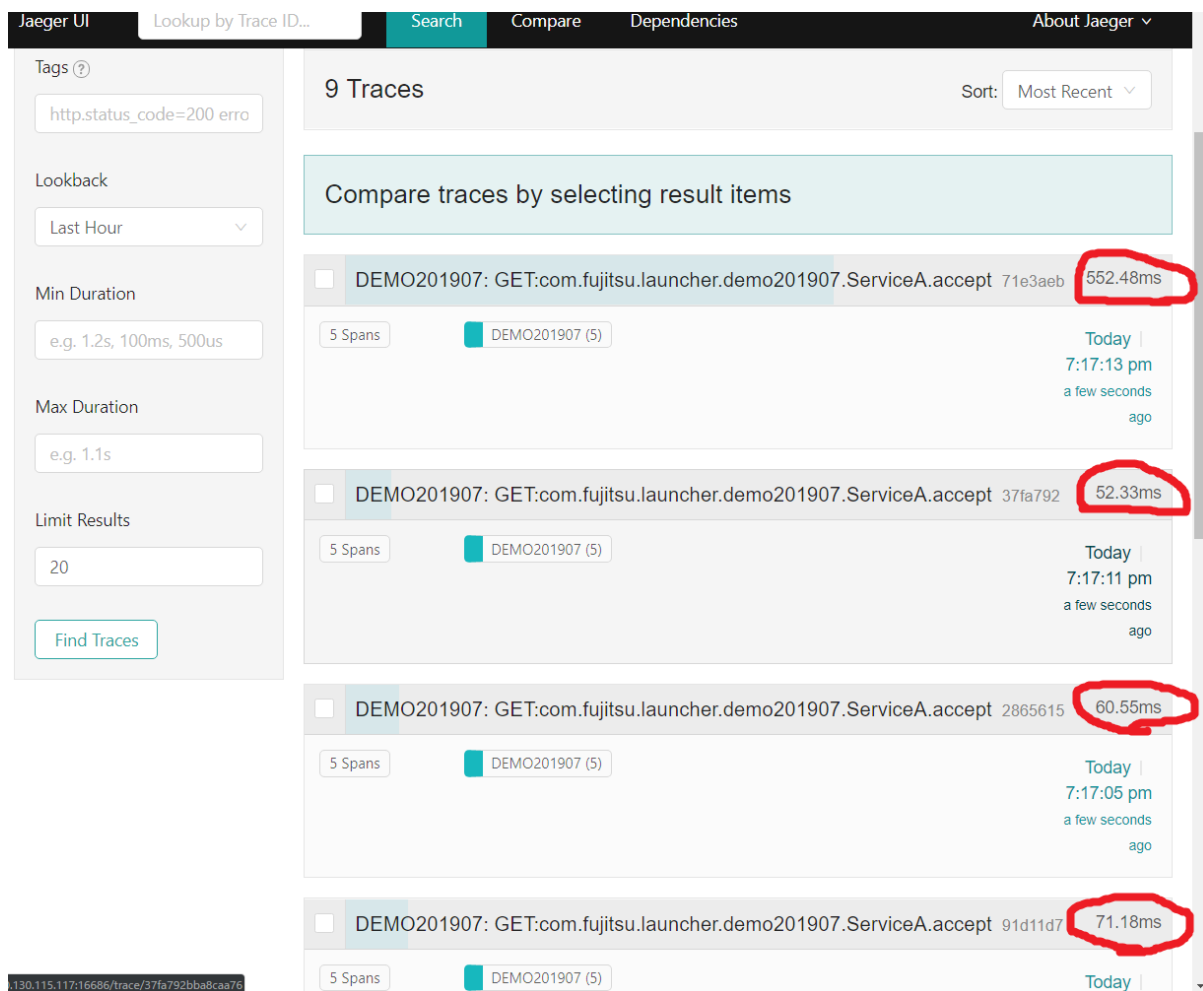 Jaeger UI
Lookup by Trace ID...
Search
Compare
Dependencies
About Jaeger
Tags ?
http.status_code=200 erro
Lookback
Last Hour
Min Duration
e.g. 1.2s, 100ms, 500us
Max Duration
e.g. 1.1s
Limit Results
20
Find Traces
9 Traces
Sort: Most Recent
Compare traces by selecting result items
DEMO201907: GET:com.fujitsu.launcher.demo201907.ServiceA.accept 71e3aeb 552.48ms
5 Spans DEMO201907 (5)
Today
7:17:13 pm
a few seconds
ago
DEMO201907: GET:com.fujitsu.launcher.demo201907.ServiceA.accept 37fa792 52.33ms
5 Spans DEMO201907 (5)
Today
7:17:11 pm
a few seconds
ago
DEMO201907: GET:com.fujitsu.launcher.demo201907.ServiceA.accept 2865615 60.55ms
5 Spans DEMO201907 (5)
Today
7:17:05 pm
a few seconds
ago
DEMO201907: GET:com.fujitsu.launcher.demo201907.ServiceA.accept 91d11d7 71.18ms
5 Spans DEMO201907 (5)
Today
.130.115.117:16686/trace/37fa792bba8caa76